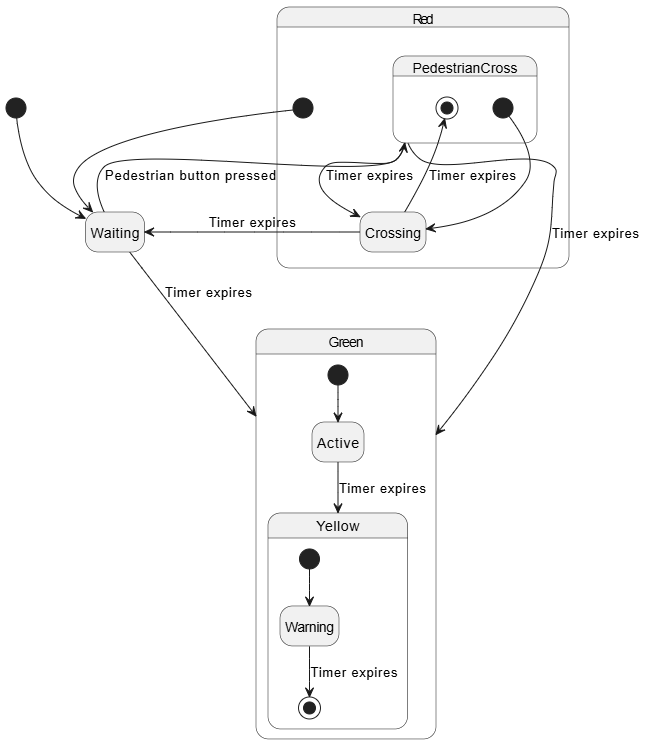 Red
PedestrianCross
Pedestrian button pressed
Timer expires
Timer expires
Timer expires
Waiting
Crossing
Timer expires
Timer expires
Green
Active
Timer expires
Yellow
Warning
Timer expires